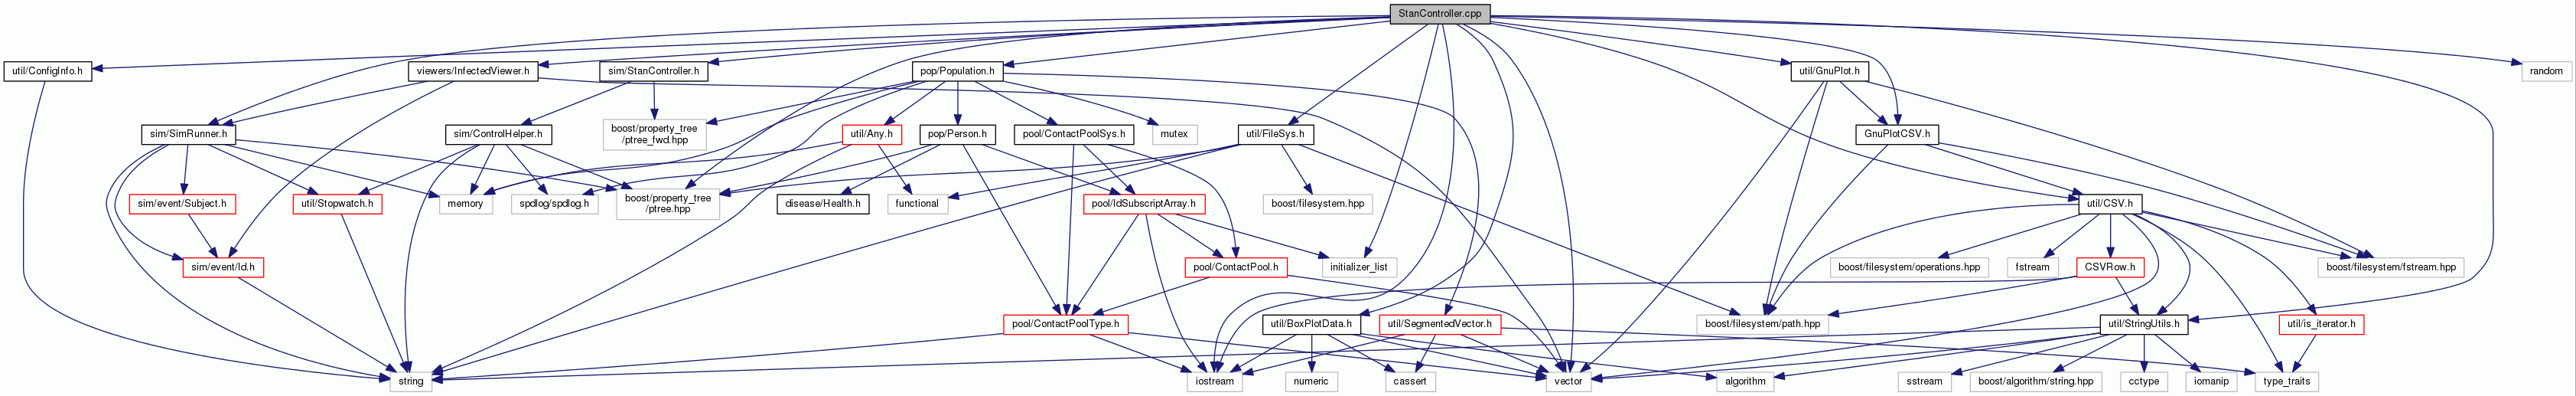 StanController.cpp
util/ConfigInfo.h
viewers/InfectedViewer.h
sim/StanController.h
pop/Population.h
util/GnuPlot.h
random
sim/SimRunner.h
sim/ControlHelper.h
boost/property_tree
/ptree_fwd.hpp
util/Any.h
pop/Person.h
pool/ContactPoolSys.h
mutex
util/FileSys.h
GnuPlotCSV.h
sim/event/Subject.h
util/Stopwatch.h
memory
spdlog/spdlog.h
boost/property_tree
/ptree.hpp
disease/Health.h
functional
pool/IdSubscriptArray.h
boost/filesystem.hpp
util/CSV.h
sim/event/Id.h
pool/ContactPool.h
initializer_list
boost/filesystem/operations.hpp
fstream
CSVRow.h
boost/filesystem/fstream.hpp
pool/ContactPoolType.h
util/BoxPlotData.h
util/SegmentedVector.h
boost/filesystem/path.hpp
util/StringUtils.h
util/is_iterator.h
string
iostream
numeric
cassert
vector
algorithm
sstream
boost/algorithm/string.hpp
cctype
iomanip
type_traits